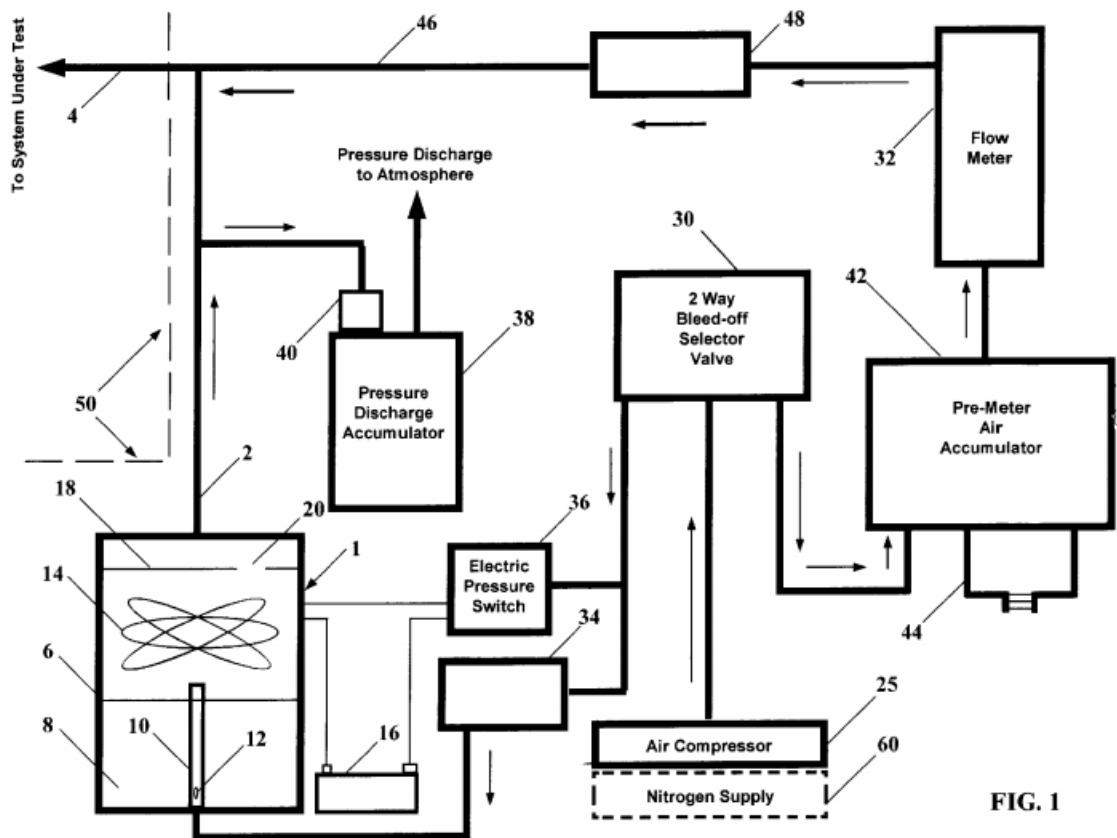 To System Under Test
46
48
4
32
Flow
Meter
Pressure Discharge
to Atmosphere
30
2 Way
Bleed-off
Selector
Valve
42
40
38
Pressure
Discharge
Accumulator
Pre-Meter
Air
Accumulator
50
2
18
20
1
36
Electric
Pressure
Switch
14
34
44
6
25
10
12
16
Air Compressor
60
8
Nitrogen Supply
FIG. 1